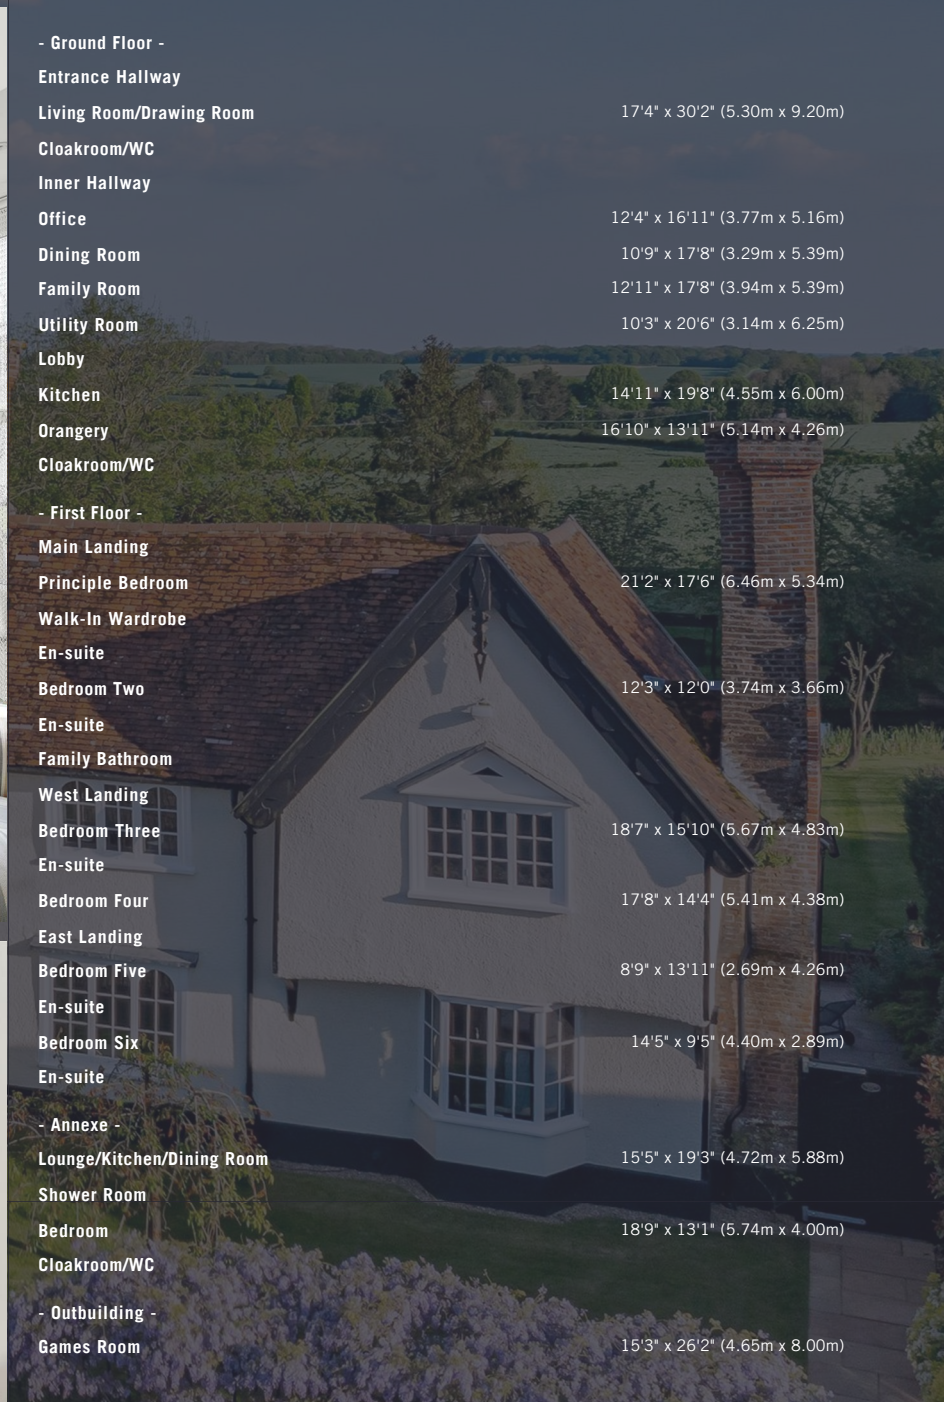 - Ground Floor -
Entrance Hallway
Living Room/Drawing Room 17'4" x 30'2" (5.30m x 9.20m)
Cloakroom/WC
Inner Hallway
Office 12'4" x 16'11" (3.77m x 5.16m)
Dining Room 10'9" x 17'8" (3.29m x 5.39m)
Family Room 12'11" x 17'8" (3.94m x 5.39m)
Utility Room 10'3" x 20'6" (3.14m x 6.25m)
Lobby
Kitchen 14'11" x 19'8" (4.55m x 6.00m)
Orangery 16'10" x 13'11" (5.14m x 4.26m)
Cloakroom/WC
- First Floor -
Main Landing
Principle Bedroom 21'2" x 17'6" (6.46m x 5.34m)
Walk-In Wardrobe
En-suite
Bedroom Two 12'3" x 12'0" (3.74m x 3.66m)
En-suite
Family Bathroom
West Landing
Bedroom Three 18'7" x 15'10" (5.67m x 4.83m)
En-suite
Bedroom Four 17'8" x 14'4" (5.41m x 4.38m)
East Landing
Bedroom Five 8'9" x 13'11" (2.69m x 4.26m)
En-suite
Bedroom Six 14'5" x 9'5" (4.40m x 2.89m)
En-suite
- Annexe -
Lounge/Kitchen/Dining Room 15'5" x 19'3" (4.72m x 5.88m)
Shower Room
Bedroom 18'9" x 13'1" (5.74m x 4.00m)
Cloakroom/WC
- Outbuilding -
Games Room 15'3" x 26'2" (4.65m x 8.00m)